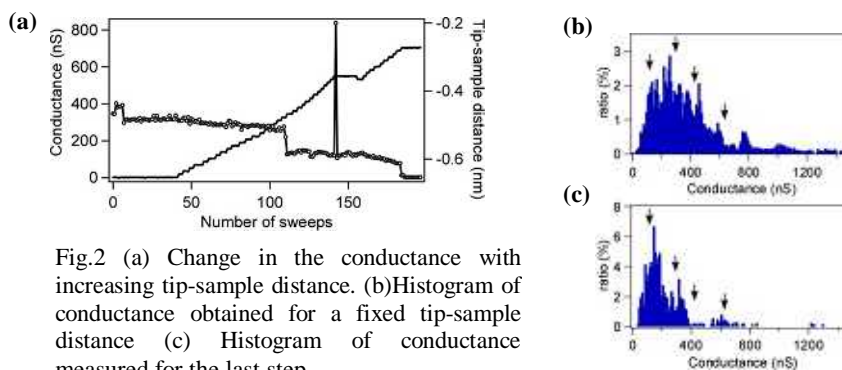 (a)
800
600
400
200
0
Conductance (nS)
-0.2
-0.4
-0.6
Tip-sample distance (nm)
0
50
100
150
Number of sweeps
Fig.2 (a) Change in the conductance with
increasing tip-sample distance. (b)Histogram of
conductance obtained for a fixed tip-sample
distance (c) Histogram of conductance
measured for the last step
(b)
3
2
1
0
ratio (%)
0
400
800
1200
Conductance (nS)
(c)
8
6
4
2
0
ratio (%)
0
400
800
1200
Conductance (nS)